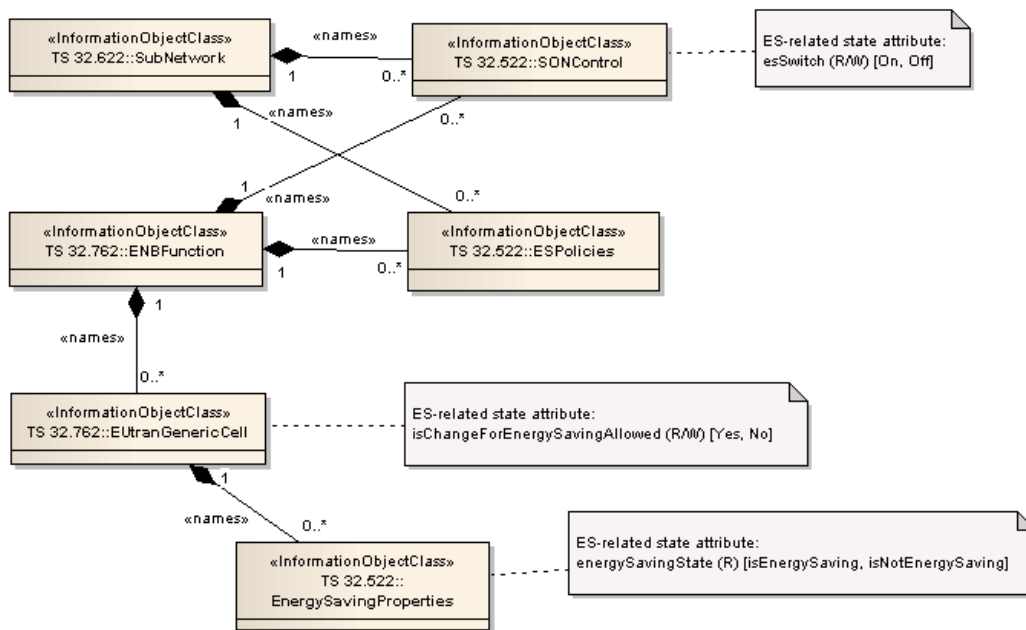 «InformationObjectClass»
TS 32.622::SubNetwork
«names»
1
0..*
«InformationObjectClass»
TS 32.522::SONControl
ES-related state attribute:
esSwitch (R/W) [On, Off]
1
«names»
0..*
1
«names»
0..*
«InformationObjectClass»
TS 32.762::ENBFunction
«names»
1
0..*
«InformationObjectClass»
TS 32.522::ESPolicies
1
«names»
0..*
«InformationObjectClass»
TS 32.762::EUtranGenericCell
ES-related state attribute:
isChangeForEnergySavingAllowed (R/W) [Yes, No]
1
«names»
0..*
«InformationObjectClass»
TS 32.522::
EnergySavingProperties
ES-related state attribute:
energySavingState (R) [isEnergySaving, isNotEnergySaving]